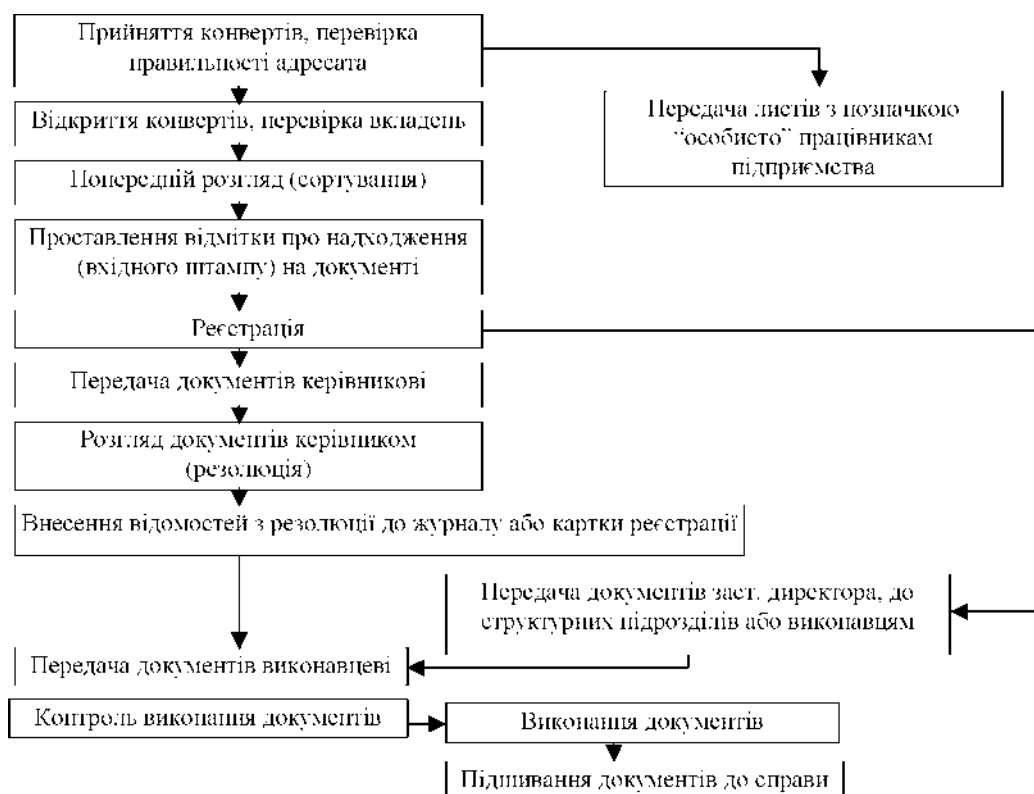 Прийняття конвертів, перевірка
правильності адресата
Передача листів з позначкою
“особисто” працівникам
підприємства
Відкриття конвертів, перевірка вкладень
Попередній розгляд (сортування)
Проставлення відмітки про надходження
(вхідного штампу) на документі
Реєстрація
Передача документів керівникові
Розгляд документів керівником
(резолюція)
Внесення відомостей з резолюції до журналу або картки реєстрації
Передача документів заст. директора, до
структурних підрозділів або виконавцям
Передача документів виконавцеві
Контроль виконання документів
Виконання документів
Підшивання документів до справи